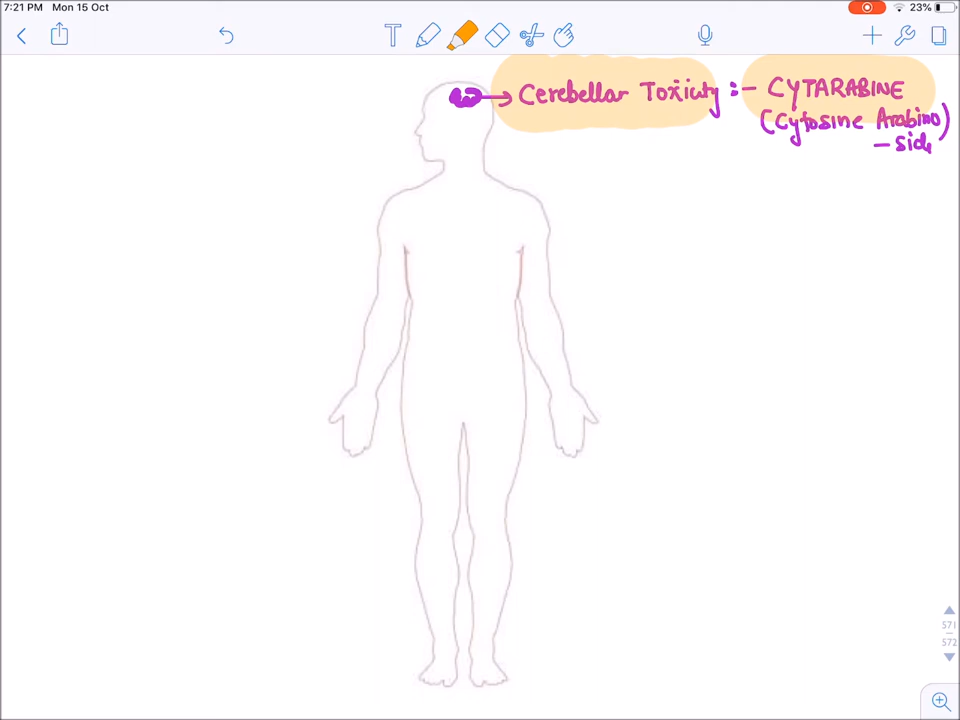 7:21 PM Mon 15 Oct 23%
T
Cerebellar Toxicity :- CYTARABINE
(Cytosine Arabino
- side)
571
572